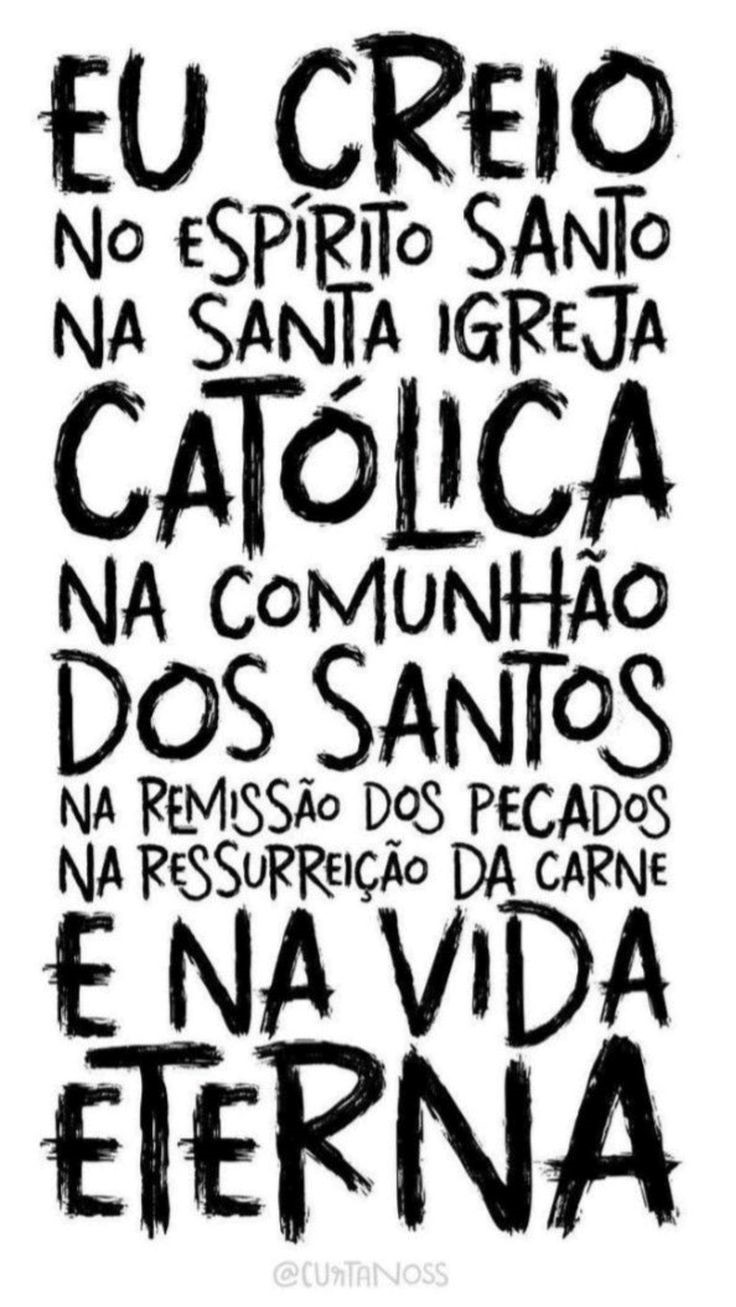 EU CREIO
NO ESPÍRITO SANTO
NA SANTA IGREJA
CATÓLICA
NA COMUNHÃO
DOS SANTOS
NA REMISSÃO DOS PECADOS
NA RESSURREIÇÃO DA CARNE
E NA VIDA
ETERNA
@CURTANOSS